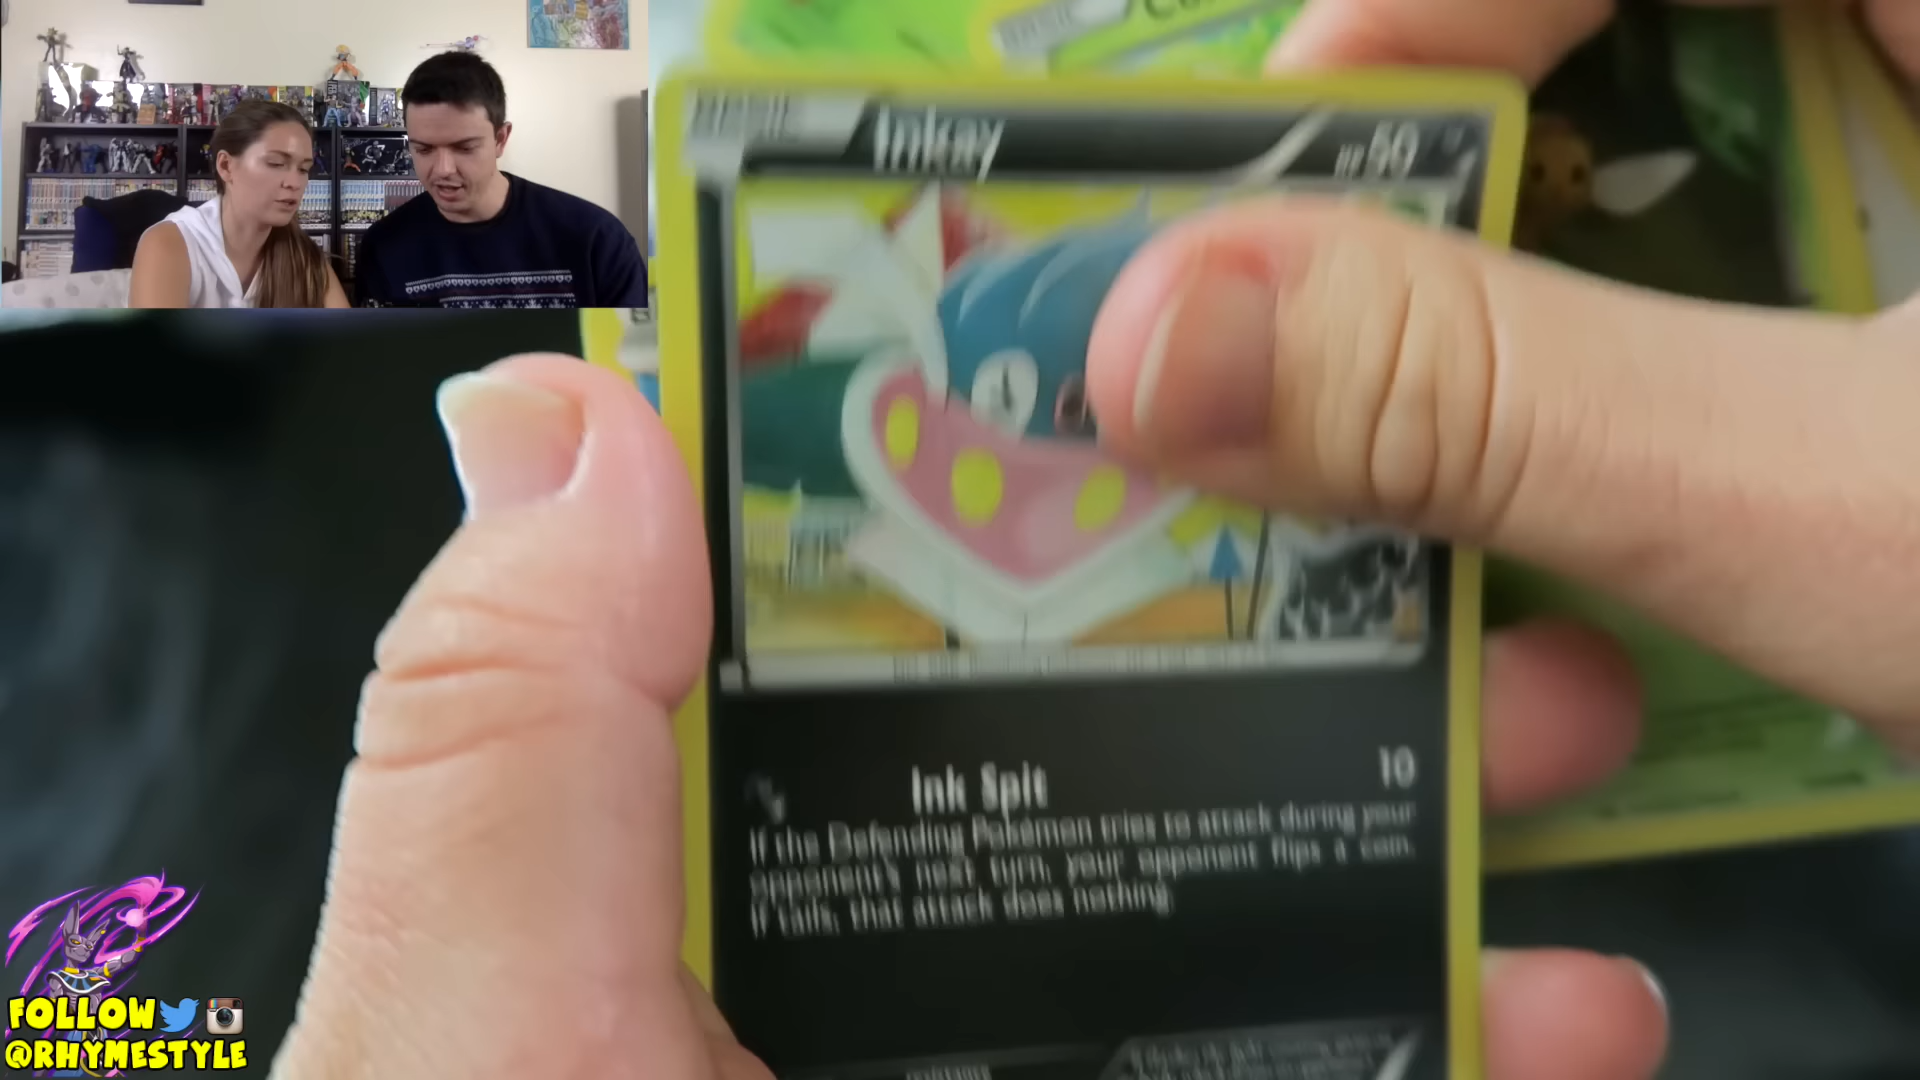 Inkay
HP 50
Ink Spit 10
If the Defending Pokémon tries to attack during your
opponent's next turn, your opponent flips a coin.
If tails, that attack does nothing.
FOLLOW
@RHYMESTYLE